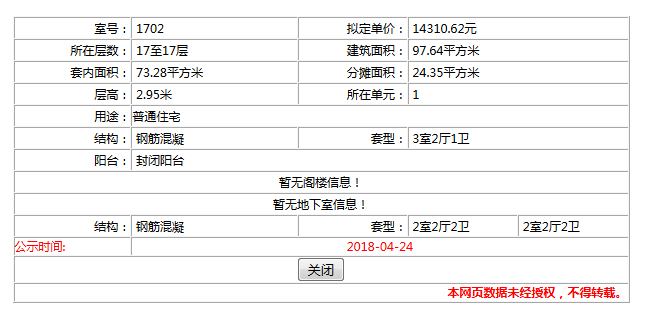 室号： 1702 拟定单价： 14310.62元
所在层数： 17至17层 建筑面积： 97.64平方米
套内面积： 73.28平方米 分摊面积： 24.35平方米
层高： 2.95米 所在单元： 1
用途： 普通住宅
结构： 钢筋混凝 套型： 3室2厅1卫
阳台： 封闭阳台
暂无阁楼信息！
暂无地下室信息！
结构： 钢筋混凝 套型： 2室2厅2卫 2室2厅2卫
公示时间: 2018-04-24
关闭
本网页数据未经授权，不得转载。